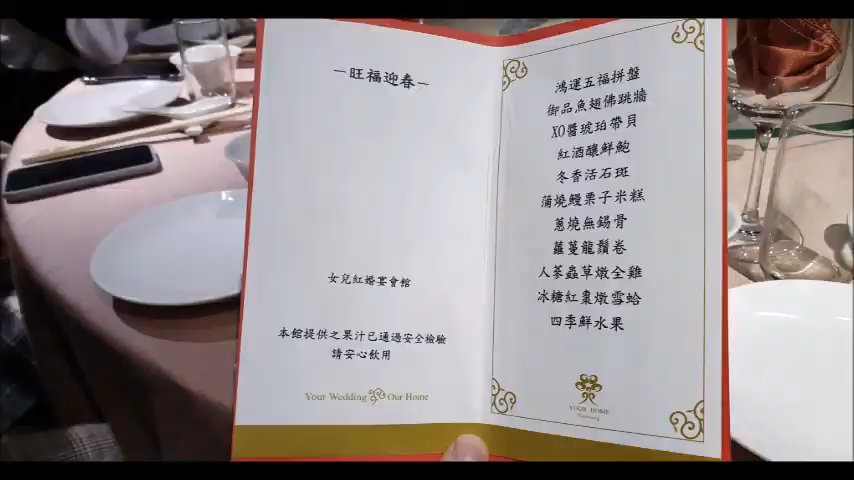 －旺福迎春－
女兒紅婚宴會館
本館提供之果汁已通過安全檢驗
請安心飲用
Your Wedding Our Home
鴻運五福拼盤
御品魚翅佛跳牆
XO醬琥珀帶貝
紅酒釀鮮鮑
冬香活石斑
蒲燒鰻栗子米糕
蔥燒無錫骨
蘿蔓龍鬚卷
人蔘蟲草燉全雞
冰糖紅棗燉雪蛤
四季鮮水果
YOUR HOME